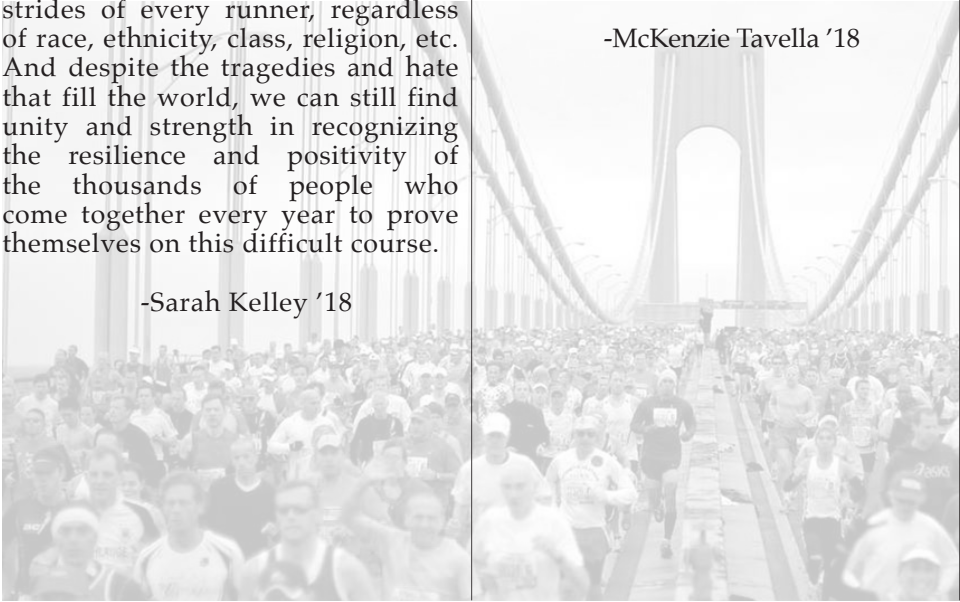 strides of every runner, regardless
of race, ethnicity, class, religion, etc.
And despite the tragedies and hate
that fill the world, we can still find
unity and strength in recognizing
the resilience and positivity of
the thousands of people who
come together every year to prove
themselves on this difficult course.
-Sarah Kelley ’18
-McKenzie Tavella ’18
asics